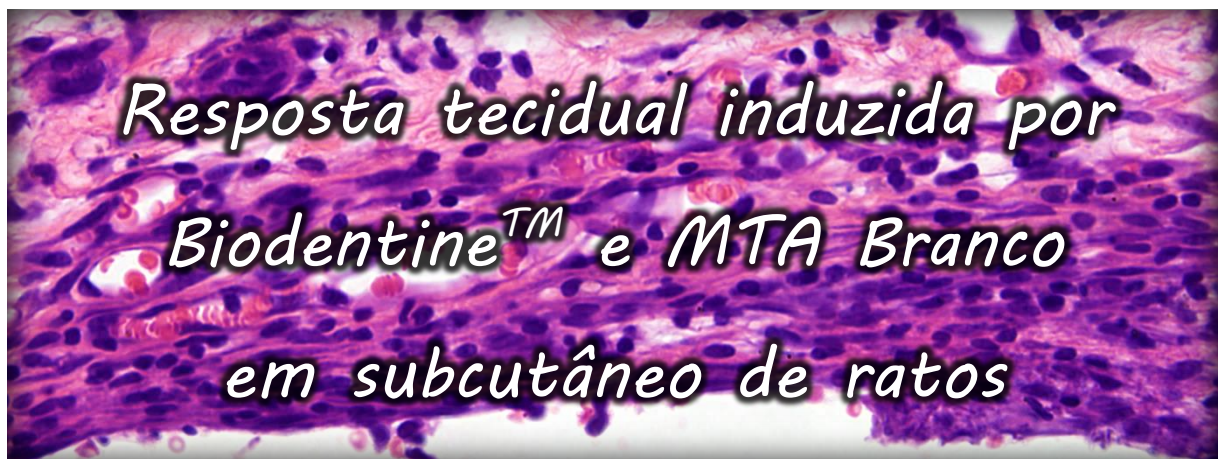 Resposta tecidual induzida por
Biodentine™ e MTA Branco
em subcutâneo de ratos